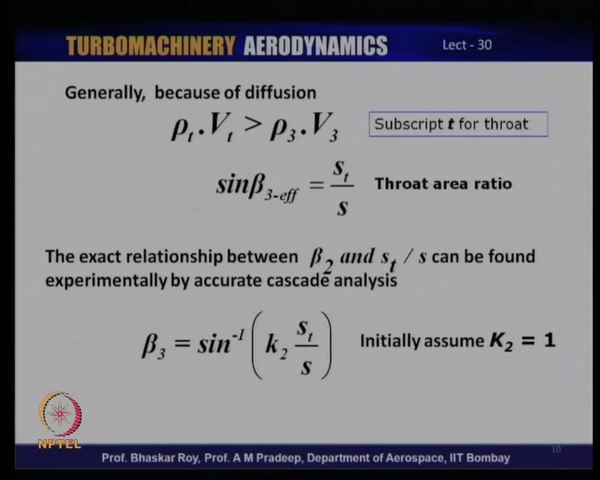 TURBOMACHINERY AERODYNAMICS
Lect - 30
Generally, because of diffusion
ρt.Vt > ρ3.V3
Subscript t for throat
sinβ3-eff = st/s
Throat area ratio
The exact relationship between β2 and st / s can be found
experimentally by accurate cascade analysis
β3 = sin-1 (k2 st/s)
Initially assume K2 = 1
NPTEL
10
Prof. Bhaskar Roy, Prof. A M Pradeep, Department of Aerospace, IIT Bombay